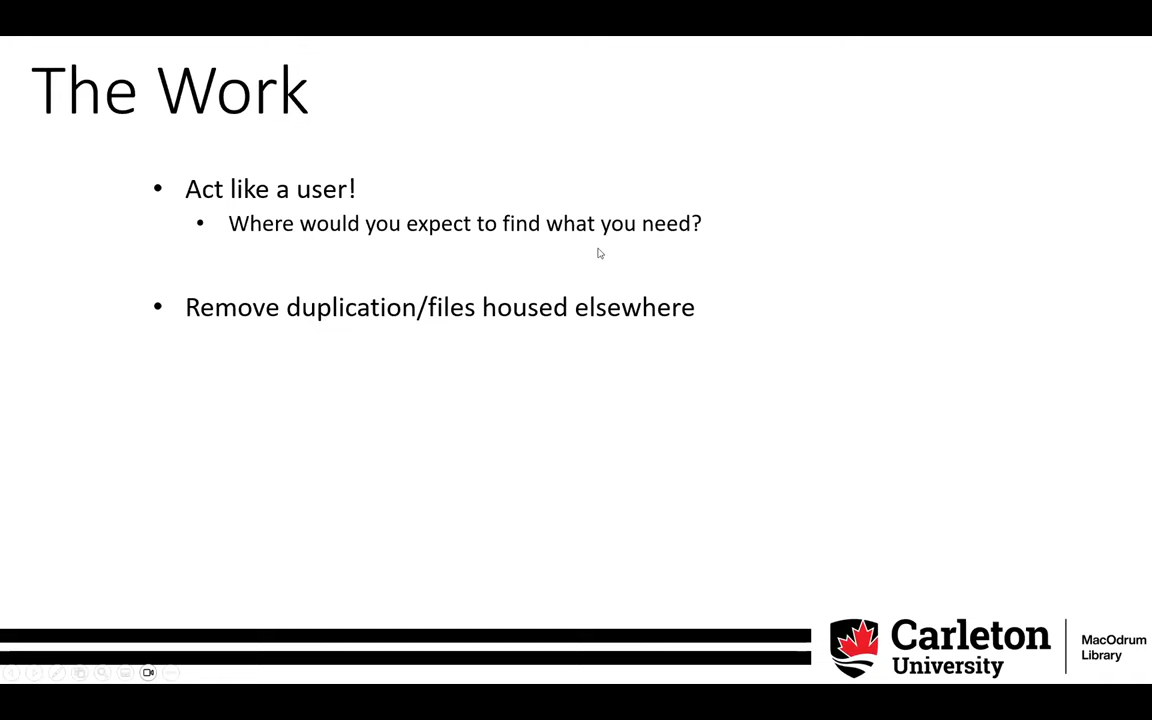 The Work
• Act like a user!
• Where would you expect to find what you need?
• Remove duplication/files housed elsewhere
Carleton
University
MacOdrum
Library